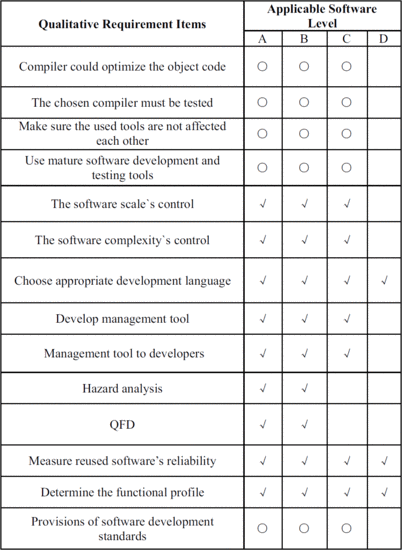 Qualitative Requirement Items
Applicable Software
Level
A B C D
Compiler could optimize the object code ○ ○ ○
The chosen compiler must be tested ○ ○ ○
Make sure the used tools are not affected
each other ○ ○ ○
Use mature software development and
testing tools ○ ○ ○
The software scale`s control √ √ √
The software complexity`s control √ √ √
Choose appropriate development language √ √ √ √
Develop management tool √ √ √
Management tool to developers √ √ √
Hazard analysis √ √
QFD √ √
Measure reused software’s reliability √ √ √ √
Determine the functional profile √ √ √ √
Provisions of software development
standards ○ ○ ○